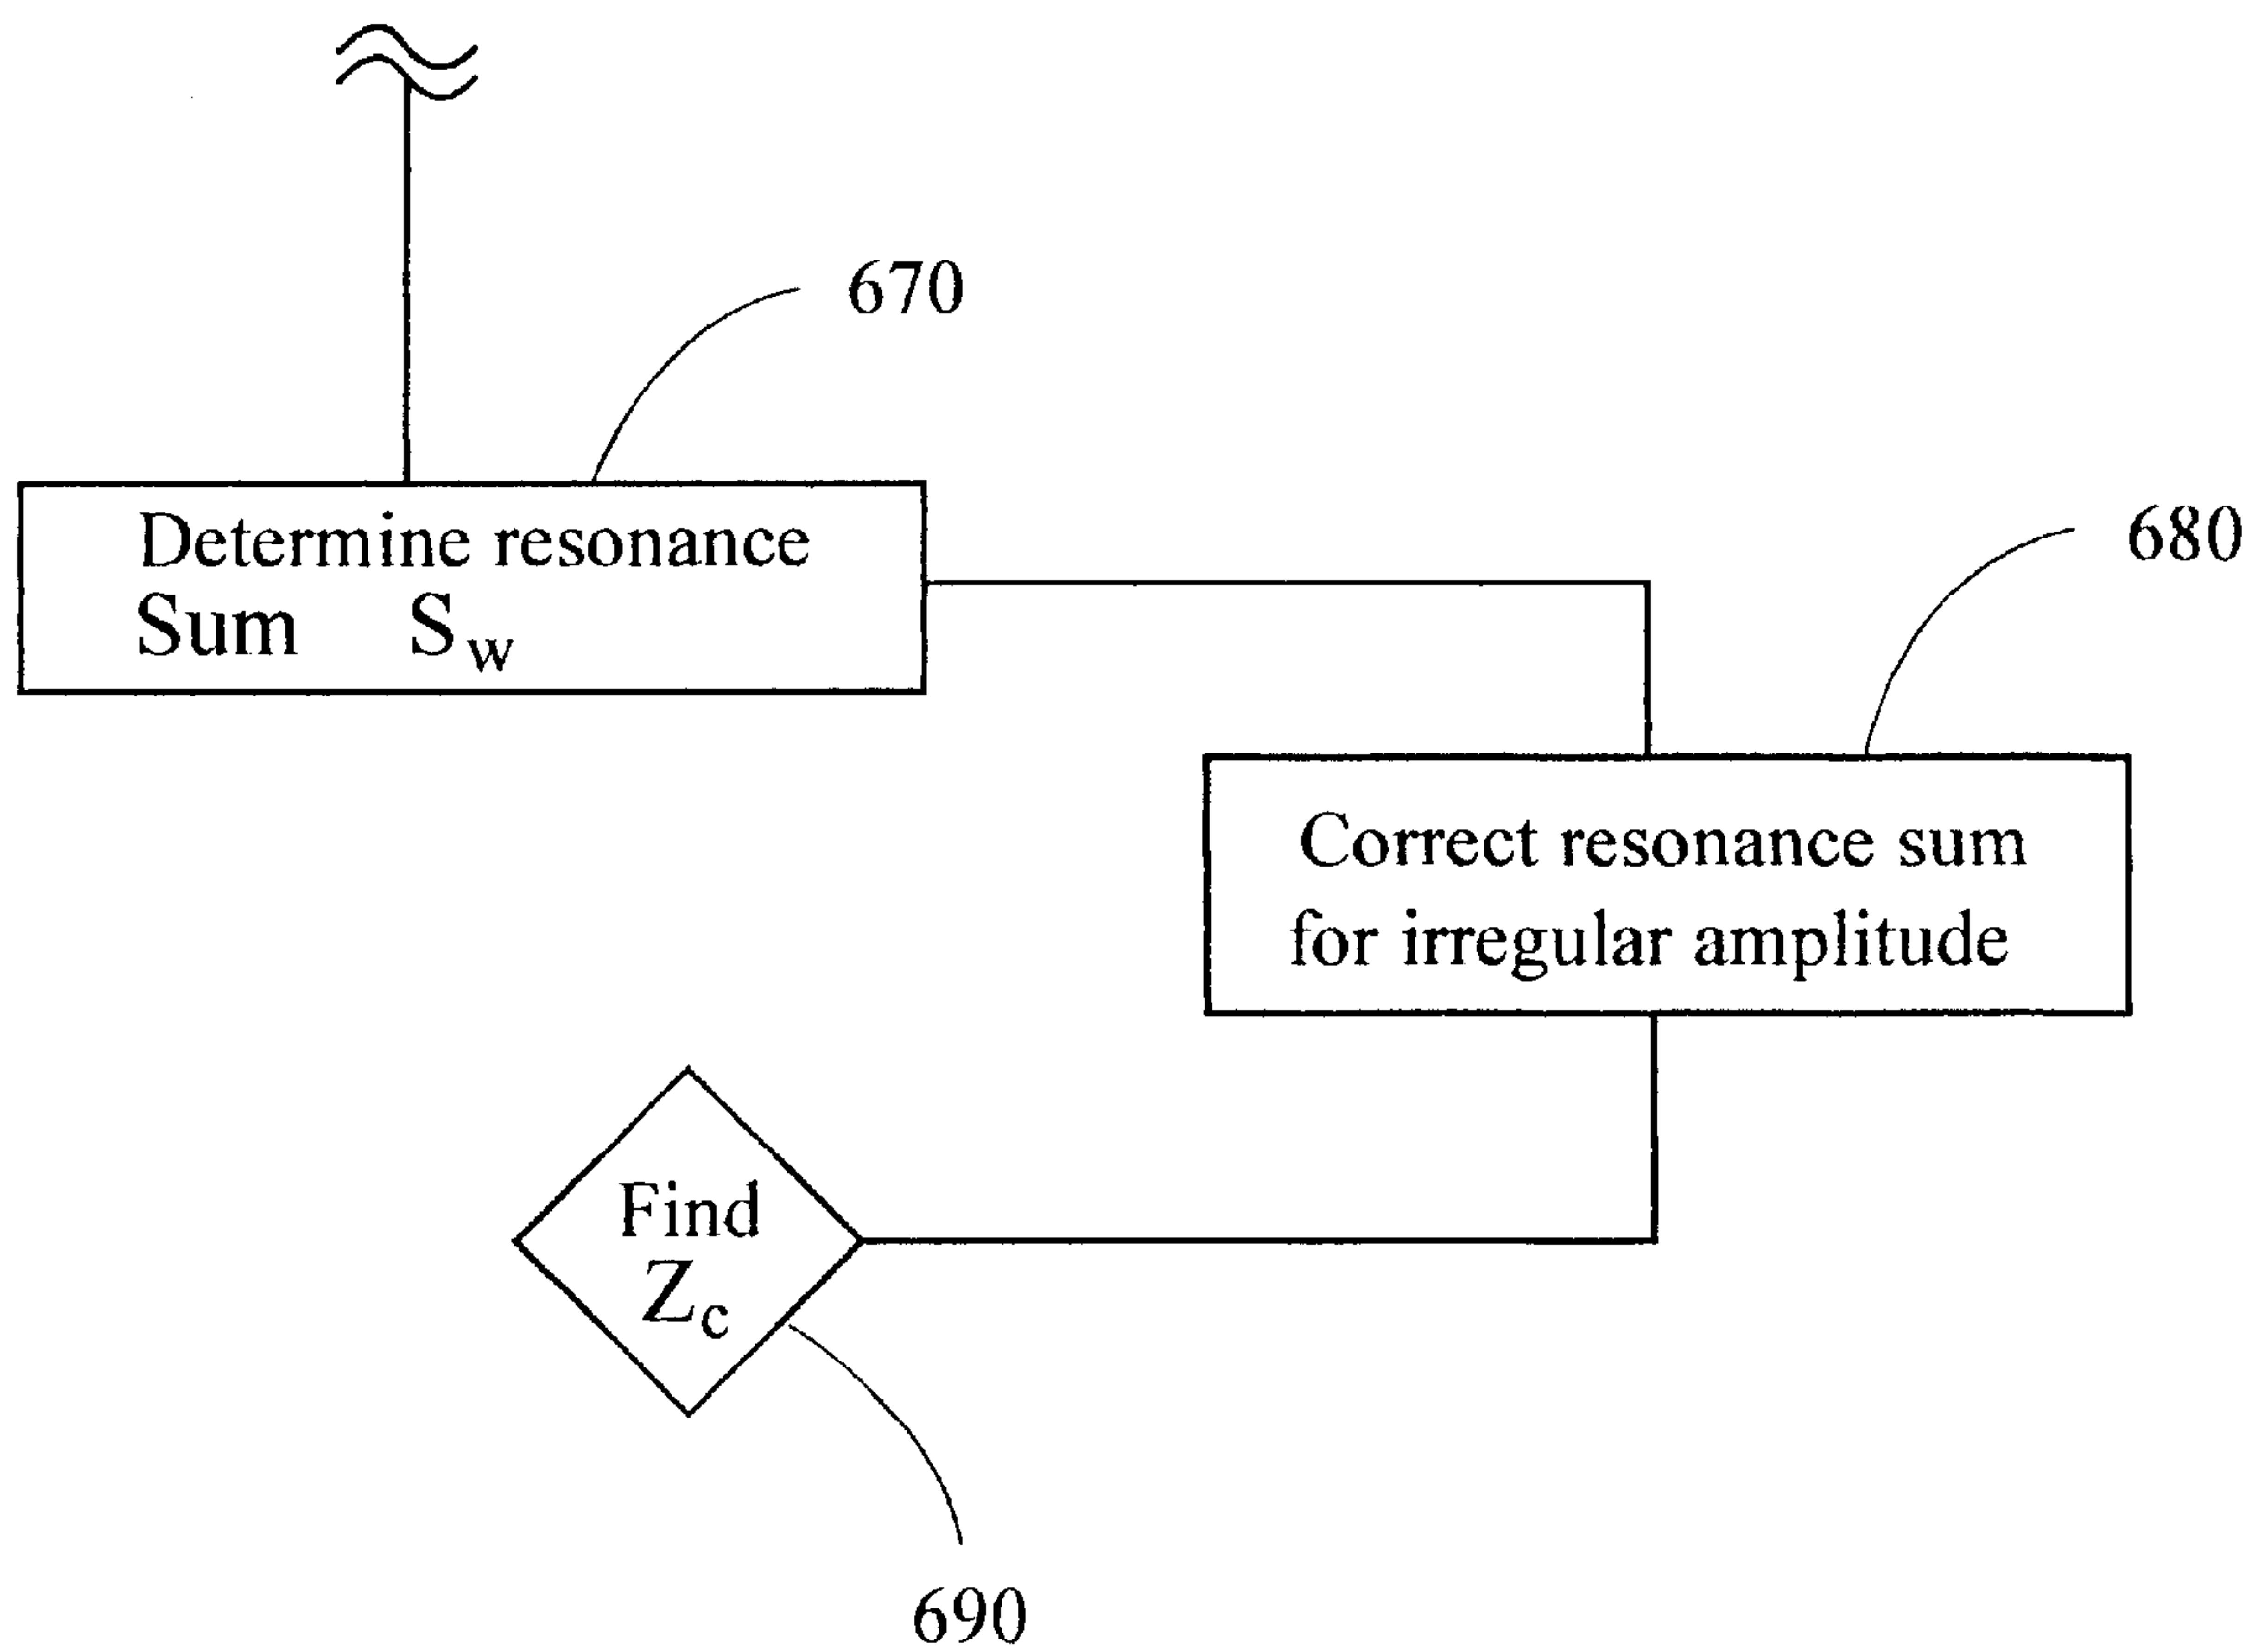 670
Determine resonance
Sum S_w
680
Correct resonance sum
for irregular amplitude
Find
Z_c
690